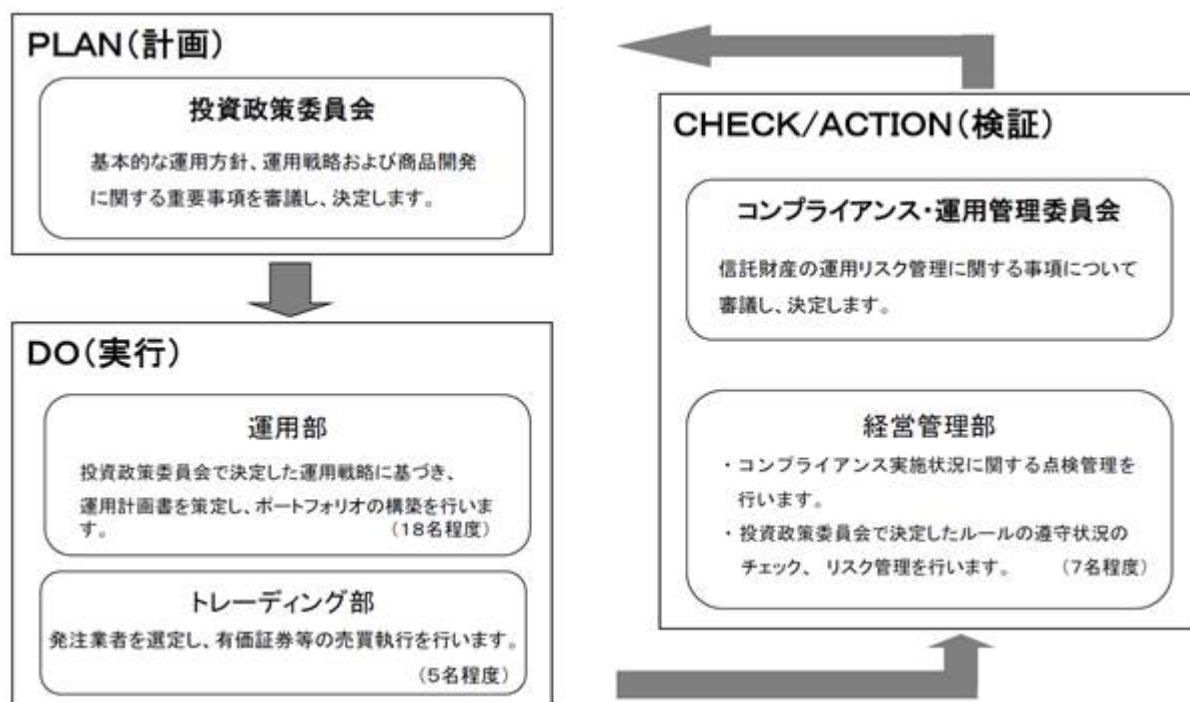 PLAN(計画)
投資政策委員会
基本的な運用方針、運用戦略および商品開発
に関する重要事項を審議し、決定します。
DO(実行)
運用部
投資政策委員会で決定した運用戦略に基づき、
運用計画書を策定し、ポートフォリオの構築を行いま
す。 (18名程度)
トレーディング部
発注業者を選定し、有価証券等の売買執行を行います。
(5名程度)
CHECK/ACTION(検証)
コンプライアンス・運用管理委員会
信託財産の運用リスク管理に関する事項について
審議し、決定します。
経営管理部
・コンプライアンス実施状況に関する点検管理を
行います。
・投資政策委員会で決定したルールの遵守状況の
チェック、 リスク管理を行います。 (7名程度)